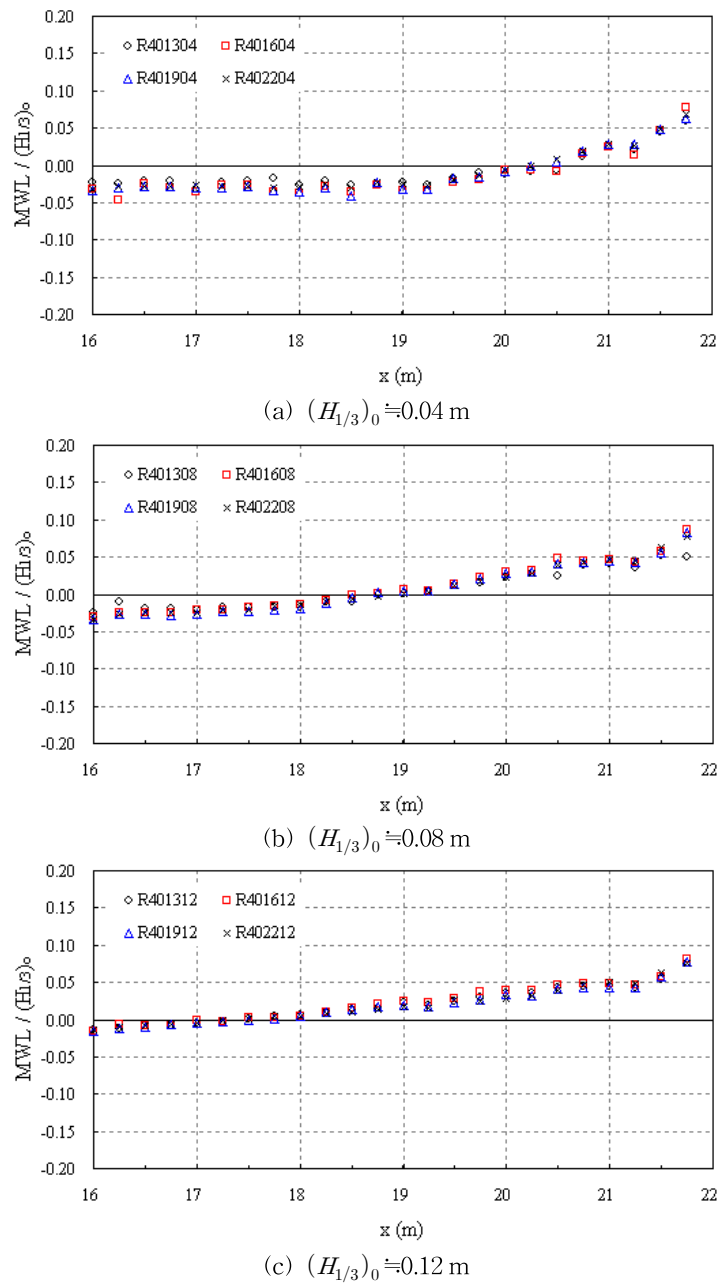 0.20
0.15
0.10
0.05
0.00
-0.05
-0.10
-0.15
-0.20
MWL / (H1/3)o
R401304 R401604
R401904 R402204
16 17 18 19 20 21 22
x (m)
(a) (H1/3)0≒0.04 m
0.20
0.15
0.10
0.05
0.00
-0.05
-0.10
-0.15
-0.20
MWL / (H1/3)o
R401308 R401608
R401908 R402208
16 17 18 19 20 21 22
x (m)
(b) (H1/3)0≒0.08 m
0.20
0.15
0.10
0.05
0.00
-0.05
-0.10
-0.15
-0.20
MWL / (H1/3)o
R401312 R401612
R401912 R402212
16 17 18 19 20 21 22
x (m)
(c) (H1/3)0≒0.12 m